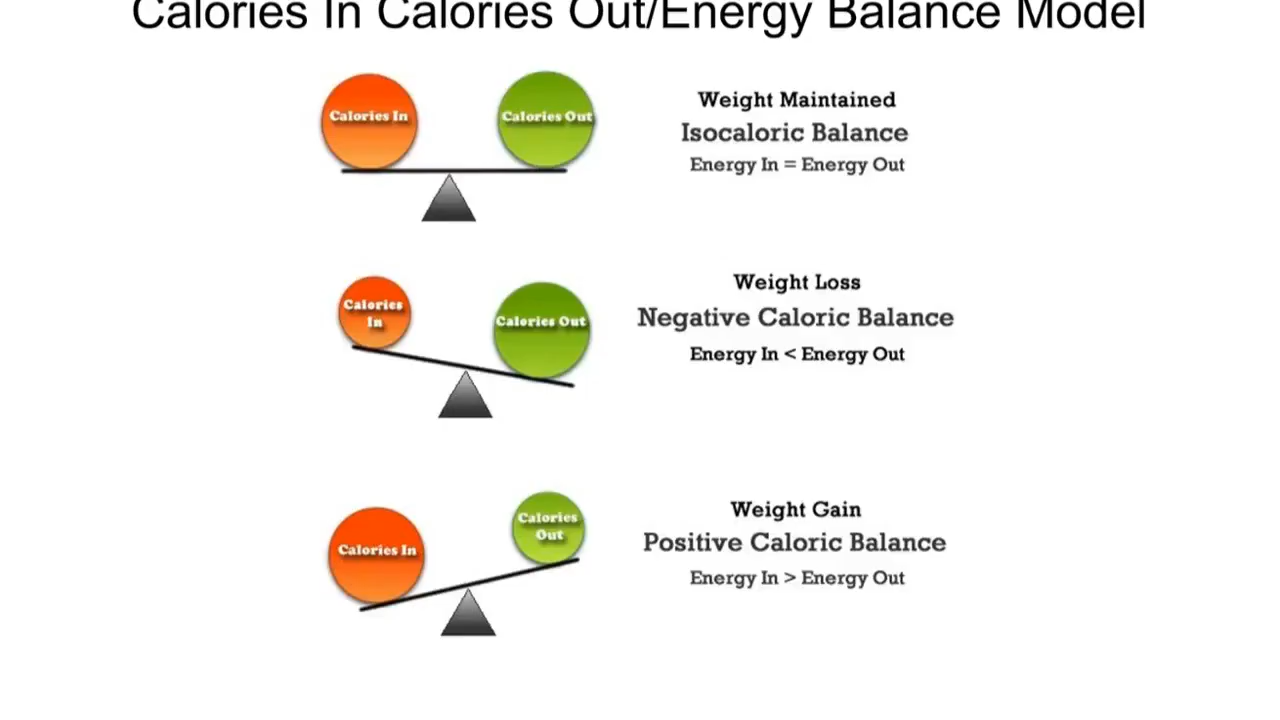 Calories In Calories Out/Energy Balance Model
Calories In
Calories Out
Weight Maintained
Isocaloric Balance
Energy In = Energy Out
Calories
In
Calories Out
Weight Loss
Negative Caloric Balance
Energy In < Energy Out
Calories In
Calories
Out
Weight Gain
Positive Caloric Balance
Energy In > Energy Out